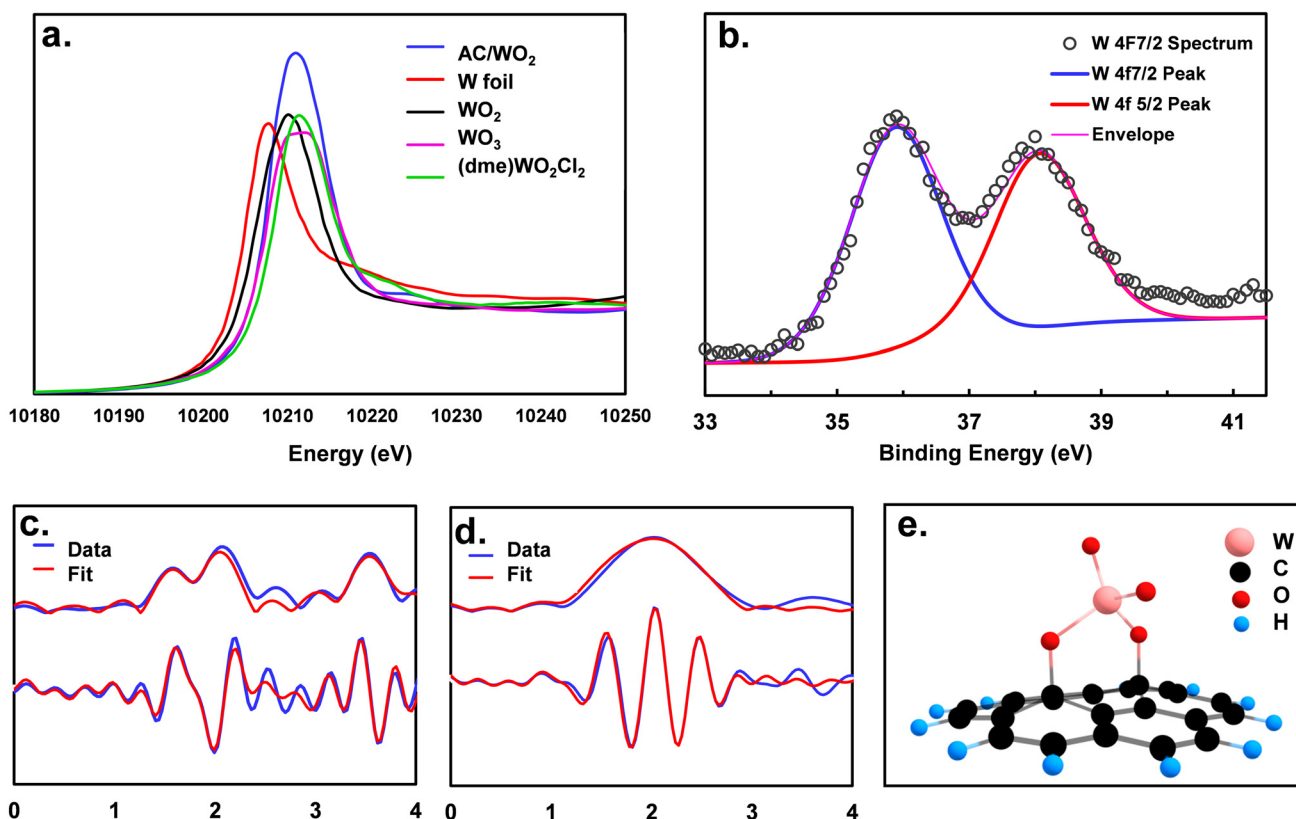 a.
AC/WO₂
W foil
WO₂
WO₃
(dme)WO₂Cl₂
10180 10190 10200 10210 10220 10230 10240 10250
Energy (eV)
b.
W 4F7/2 Spectrum
W 4f7/2 Peak
W 4f 5/2 Peak
Envelope
33 35 37 39 41
Binding Energy (eV)
c.
Data
Fit
0 1 2 3 4
d.
Data
Fit
0 1 2 3 4
e.
W
C
O
H